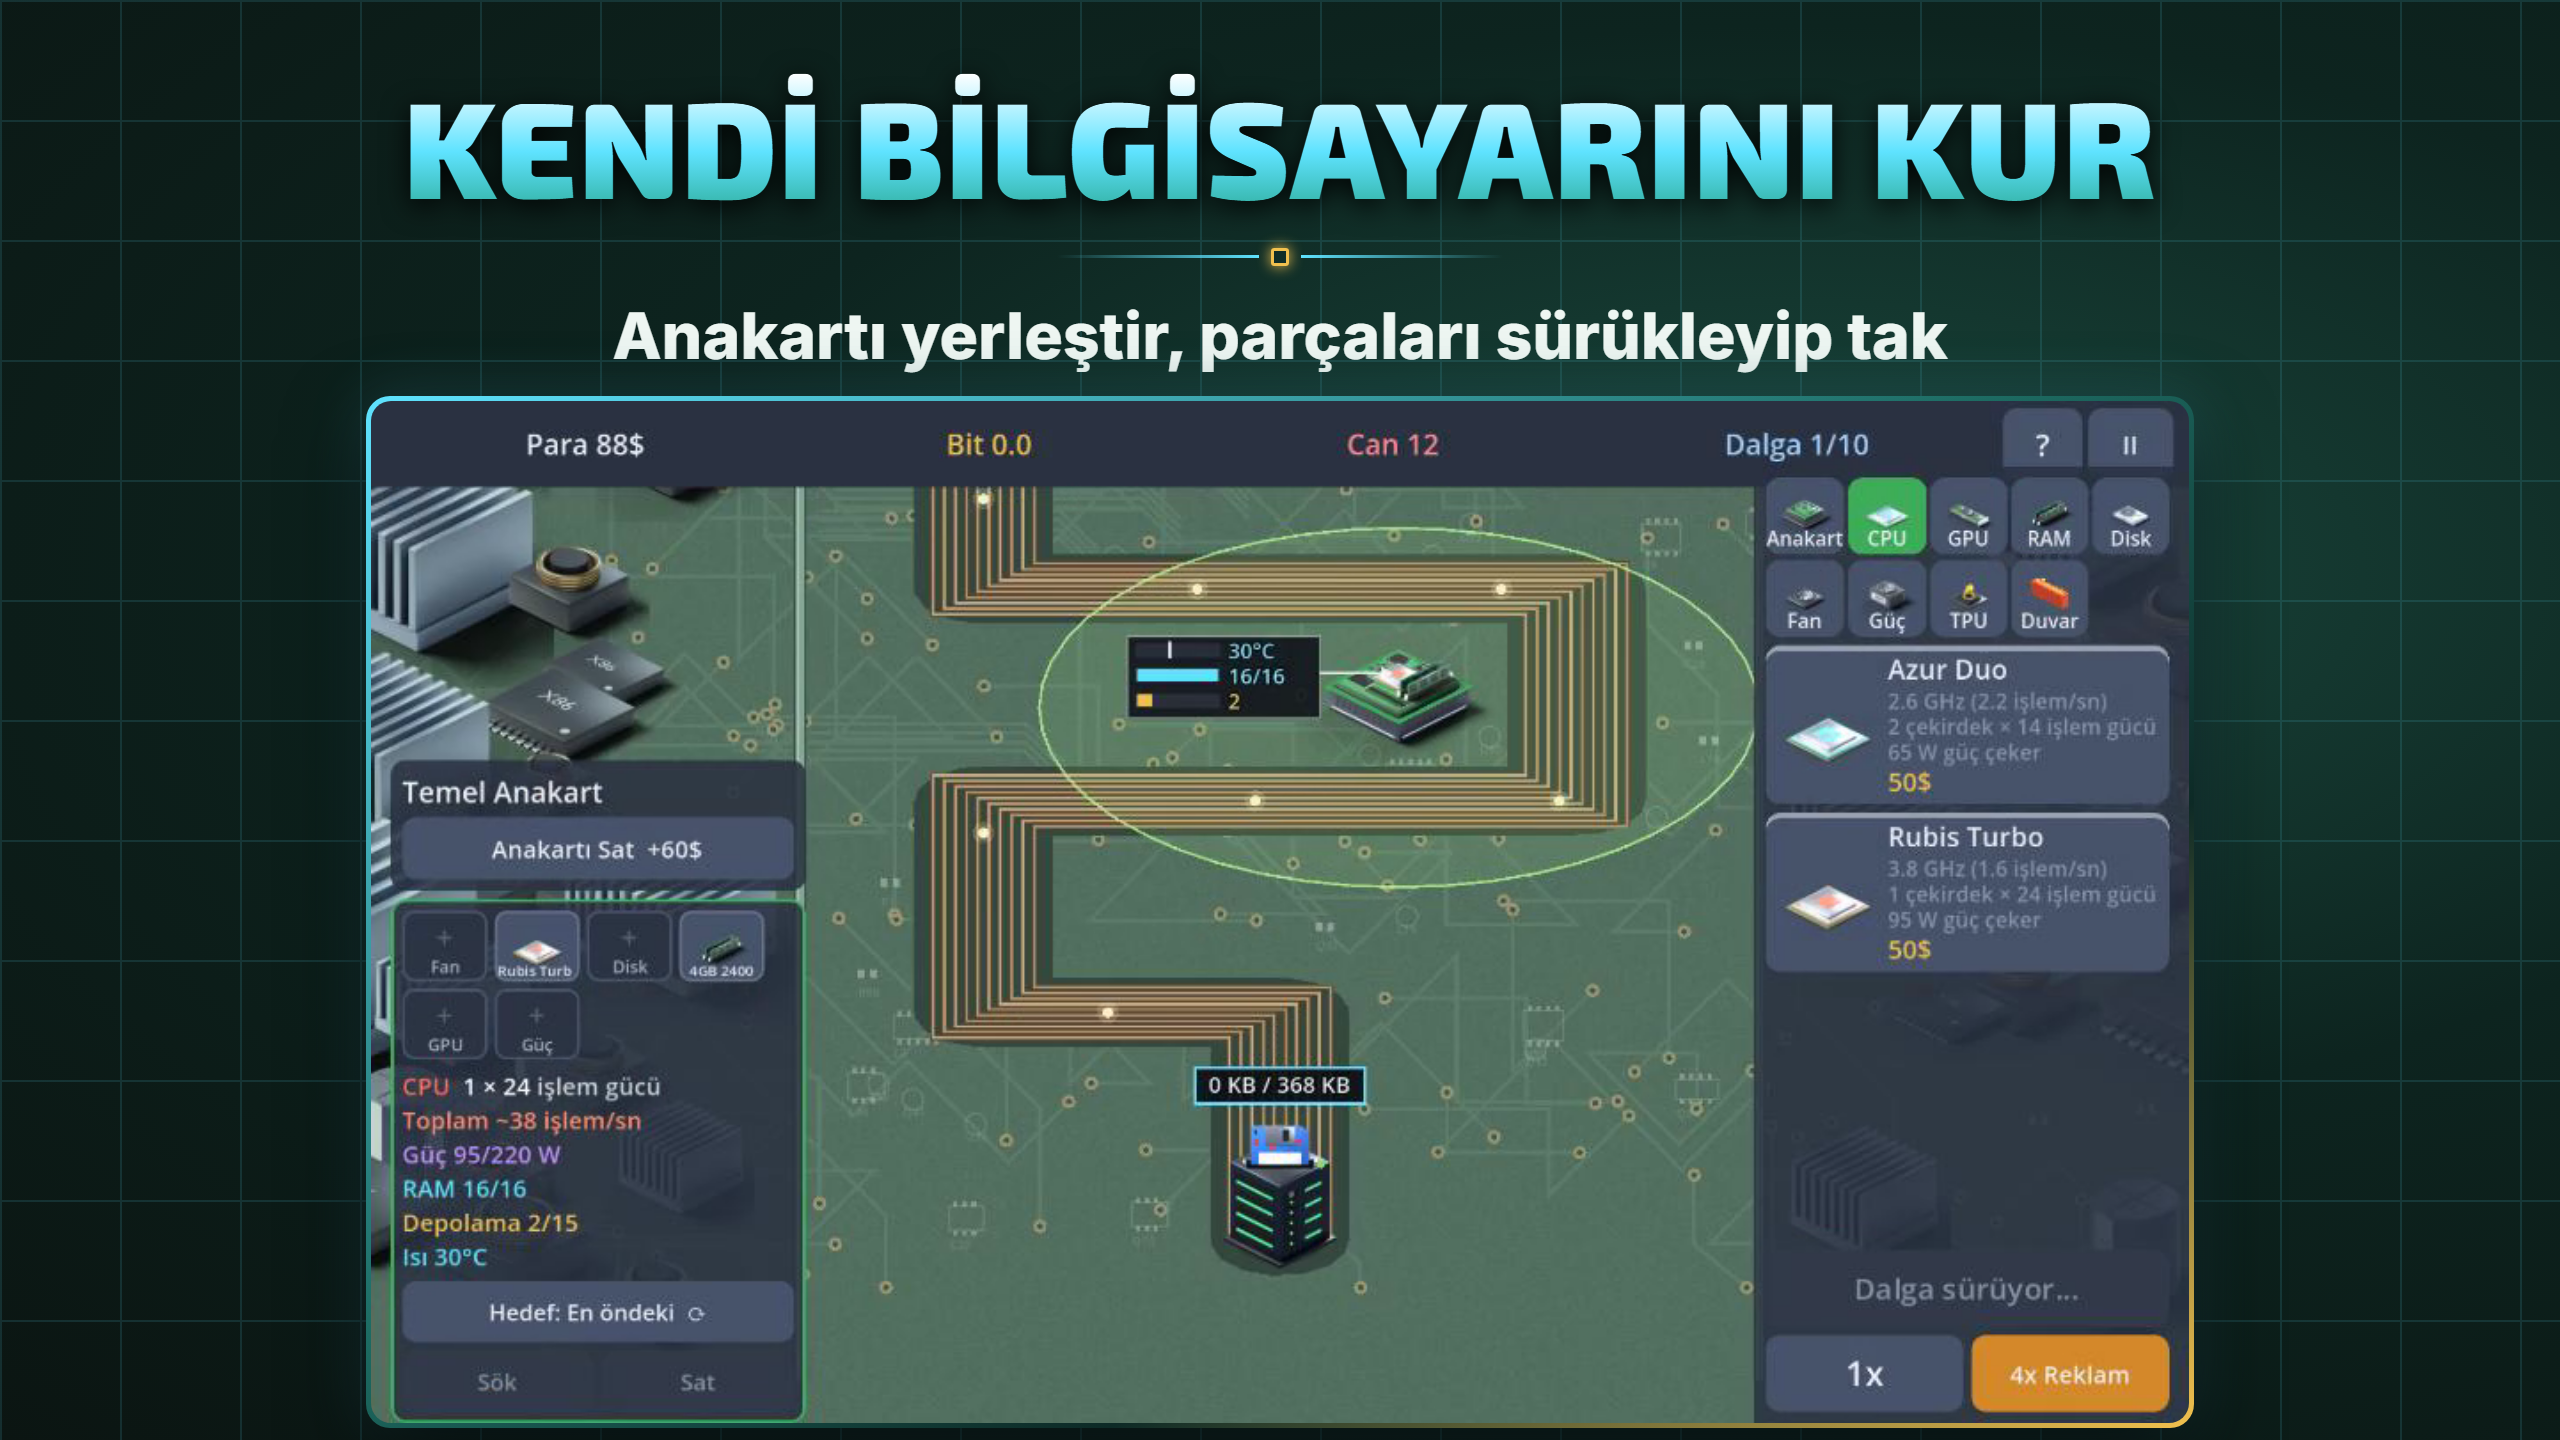 KENDİ BİLGİSAYARINI KUR
Anakartı yerleştir, parçaları sürükleyip tak
Para 88$
Bit 0.0
Can 12
Dalga 1/10
?
Anakart
CPU
GPU
RAM
Disk
Fan
Güç
TPU
Duvar
Azur Duo
2.6 GHz (2.2 işlem/sn)
2 çekirdek × 14 işlem gücü
65 W güç çeker
50$
Rubis Turbo
3.8 GHz (1.6 işlem/sn)
1 çekirdek × 24 işlem gücü
95 W güç çeker
50$
X86
X86
30°C
16/16
2
Temel Anakart
Anakartı Sat +60$
+ Fan
Rubis Turb
+ Disk
4GB 2400
+ GPU
+ Güç
CPU 1 × 24 işlem gücü
Toplam ~38 işlem/sn
Güç 95/220 W
RAM 16/16
Depolama 2/15
Isı 30°C
Hedef: En öndeki
Sök
Sat
0 KB / 368 KB
Dalga sürüyor...
1x
4x Reklam